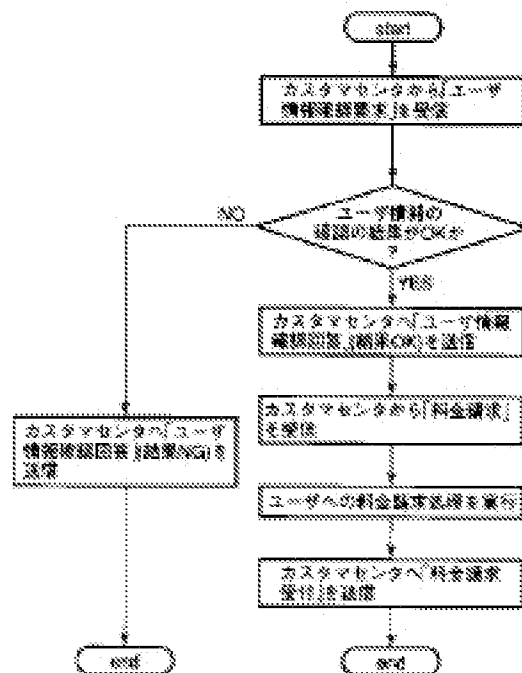 start
カスタマセンタから「ユーザ
情報確認要求」を受信
ユーザ情報の
確認の結果がOKか
?
NO
YES
カスタマセンタへ「ユーザ情報
確認回答」(結果OK)を送信
カスタマセンタから「料金請求」
を受信
カスタマセンタへ「ユーザ
情報確認回答」(結果NG)を
送信
ユーザへの料金請求処理を実行
カスタマセンタへ「料金請求
受付」を送信
end
end